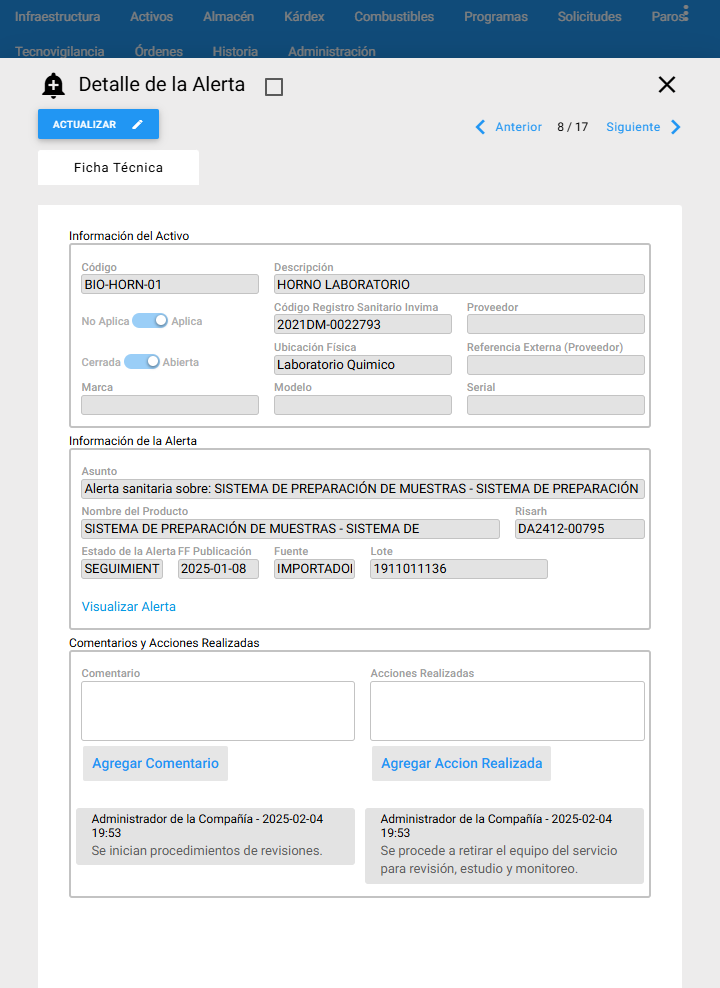 Infraestructura Activos Almacén Kárdex Combustibles Programas Solicitudes Paros
Tecnovigilancia Órdenes Historia Administración
Detalle de la Alerta
ACTUALIZAR
Anterior 8 / 17 Siguiente
Ficha Técnica
Información del Activo
Código Descripción
BIO-HORN-01 HORNO LABORATORIO
Código Registro Sanitario Invima Proveedor
No Aplica Aplica 2021DM-0022793
Ubicación Física Referencia Externa (Proveedor)
Cerrada Abierta Laboratorio Quimico
Marca Modelo Serial
Información de la Alerta
Asunto
Alerta sanitaria sobre: SISTEMA DE PREPARACIÓN DE MUESTRAS - SISTEMA DE PREPARACIÓN
Nombre del Producto Risarh
SISTEMA DE PREPARACIÓN DE MUESTRAS - SISTEMA DE DA2412-00795
Estado de la Alerta FF Publicación Fuente Lote
SEGUIMIENT 2025-01-08 IMPORTADOR 1911011136
Visualizar Alerta
Comentarios y Acciones Realizadas
Comentario Acciones Realizadas
Agregar Comentario Agregar Accion Realizada
Administrador de la Compañía - 2025-02-04
19:53
Se inician procedimientos de revisiones.
Administrador de la Compañía - 2025-02-04
19:53
Se procede a retirar el equipo del servicio
para revisión, estudio y monitoreo.